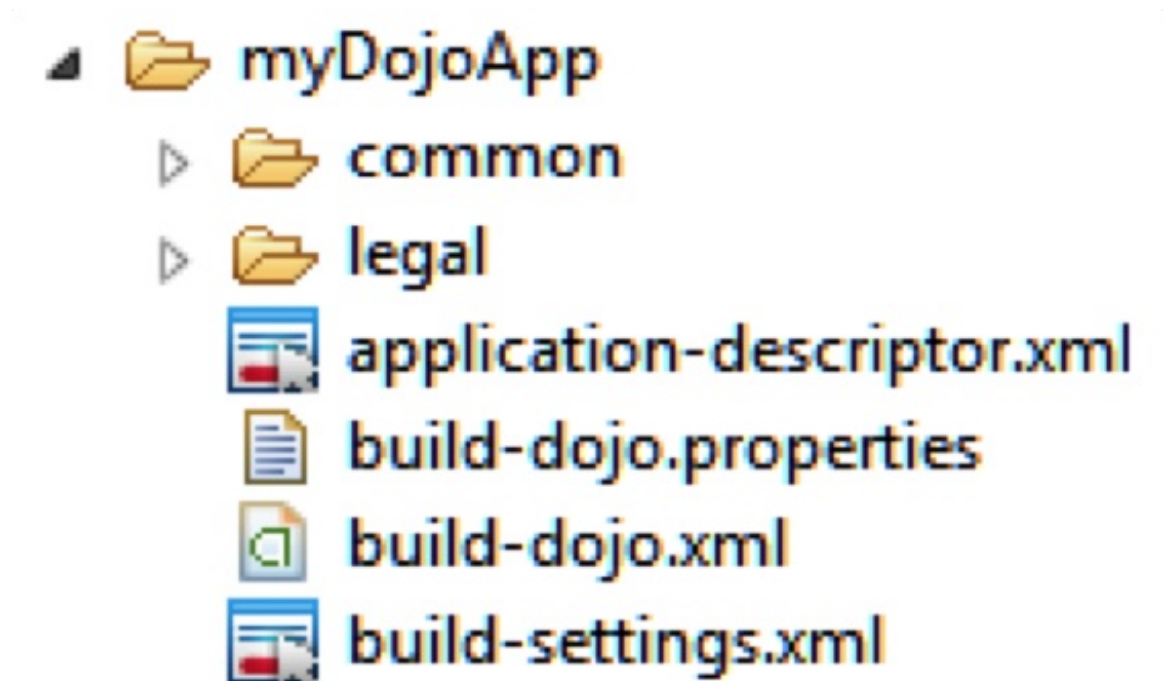 myDojoApp
common
legal
application-descriptor.xml
build-dojo.properties
build-dojo.xml
build-settings.xml